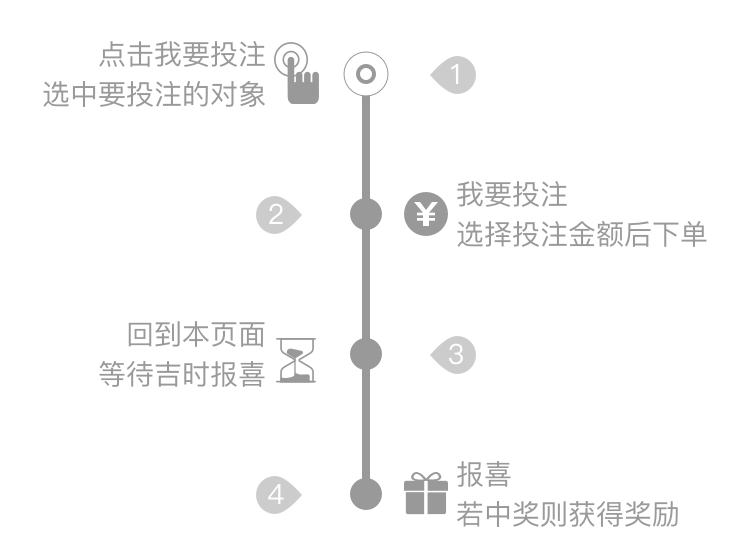 点击我要投注
选中要投注的对象
1
2
¥
我要投注
选择投注金额后下单
回到本页面
等待吉时报喜
3
4
报喜
若中奖则获得奖励